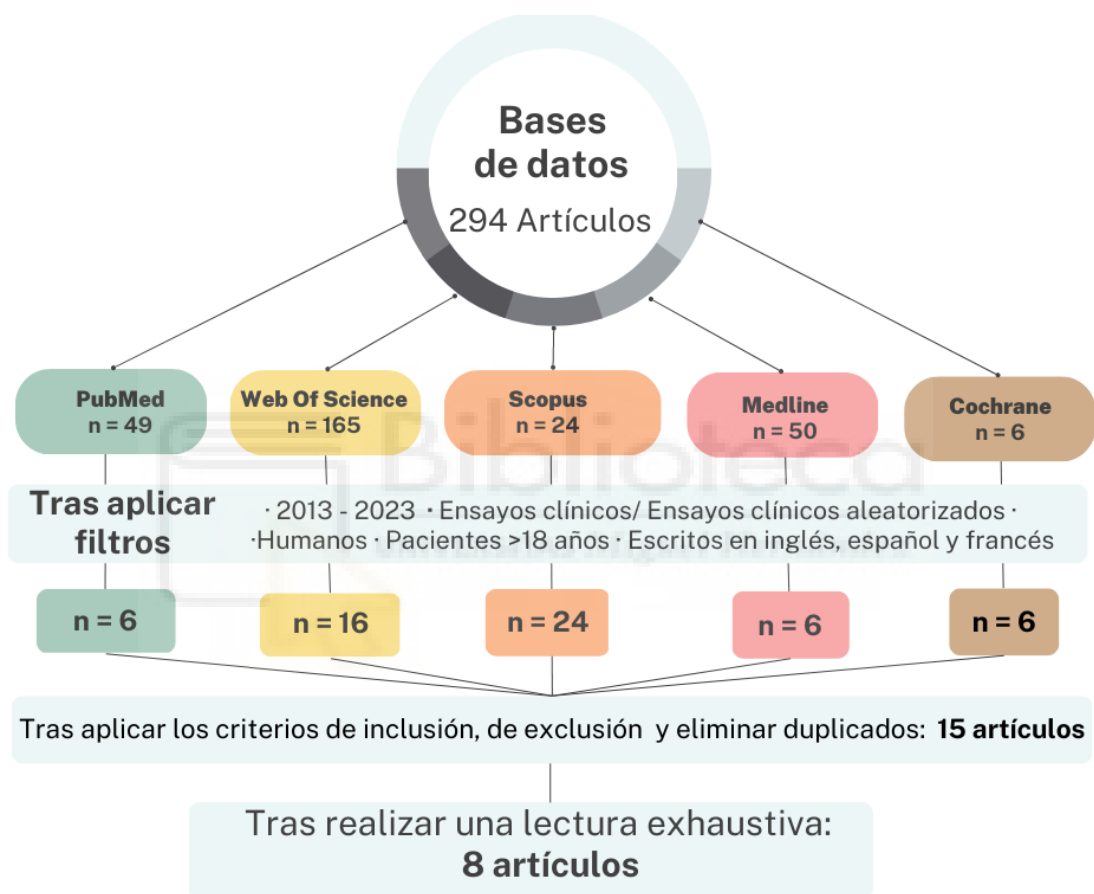 Bases
de datos
294 Artículos
PubMed
n = 49
Web Of Science
n = 165
Scopus
n = 24
Medline
n = 50
Cochrane
n = 6
Biblioteca
Tras aplicar
filtros
· 2013 - 2023 · Ensayos clínicos/ Ensayos clínicos aleatorizados ·
·Humanos · Pacientes >18 años · Escritos en inglés, español y francés
n = 6
n = 16
n = 24
n = 6
n = 6
Tras aplicar los criterios de inclusión, de exclusión y eliminar duplicados: 15 artículos
Tras realizar una lectura exhaustiva:
8 artículos